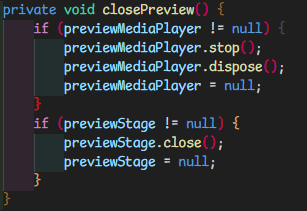 private void closePreview() {
    if (previewMediaPlayer != null) {
        previewMediaPlayer.stop();
        previewMediaPlayer.dispose();
        previewMediaPlayer = null;
    }
    if (previewStage != null) {
        previewStage.close();
        previewStage = null;
    }
}